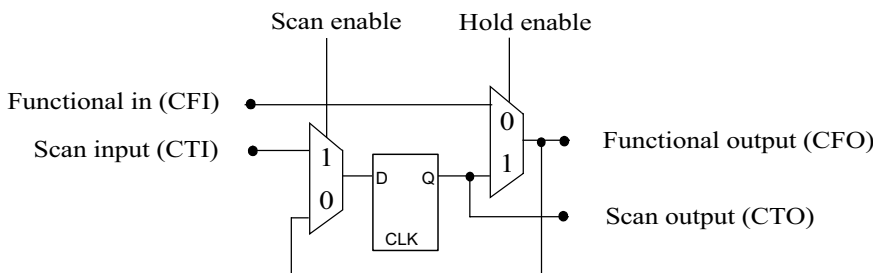 Scan enable
Hold enable
Functional in (CFI)
Scan input (CTI)
1
0
D
Q
CLK
0
1
Functional output (CFO)
Scan output (CTO)